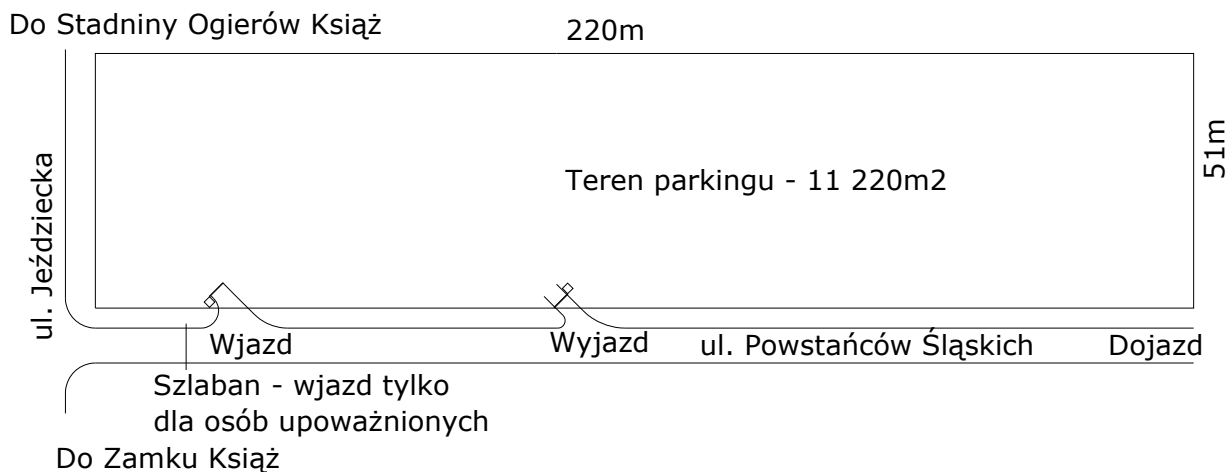 Do Stadniny Ogierów Książ
220m
51m
Teren parkingu - 11 220m2
ul. Jeździecka
Wjazd
Wyjazd
ul. Powstańców Śląskich
Dojazd
Szlaban - wjazd tylko
dla osób upoważnionych
Do Zamku Książ